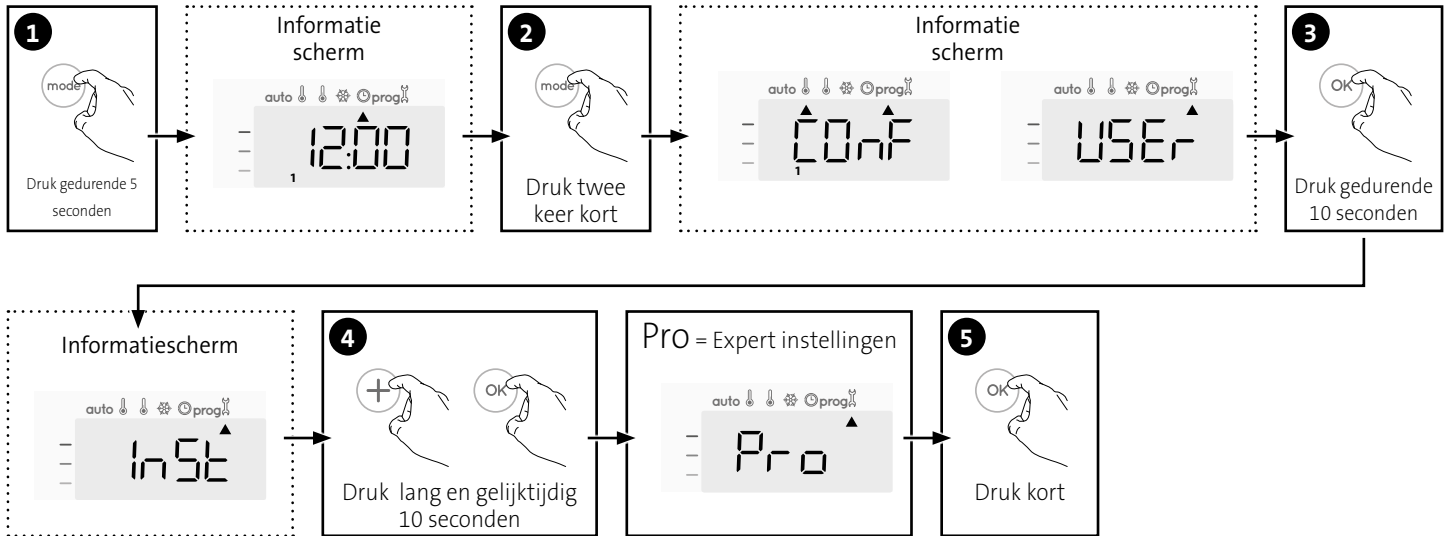 1
mode
Druk gedurende 5
seconden
Informatie
scherm
auto prog
12:00
1
2
mode
Druk twee
keer kort
Informatie
scherm
auto prog
COnF
1
auto prog
USEr
3
OK
Druk gedurende
10 seconden
Informatiescherm
auto prog
InSt
4
+
OK
Druk lang en gelijktijdig
10 seconden
Pro = Expert instellingen
auto prog
Pro
5
OK
Druk kort